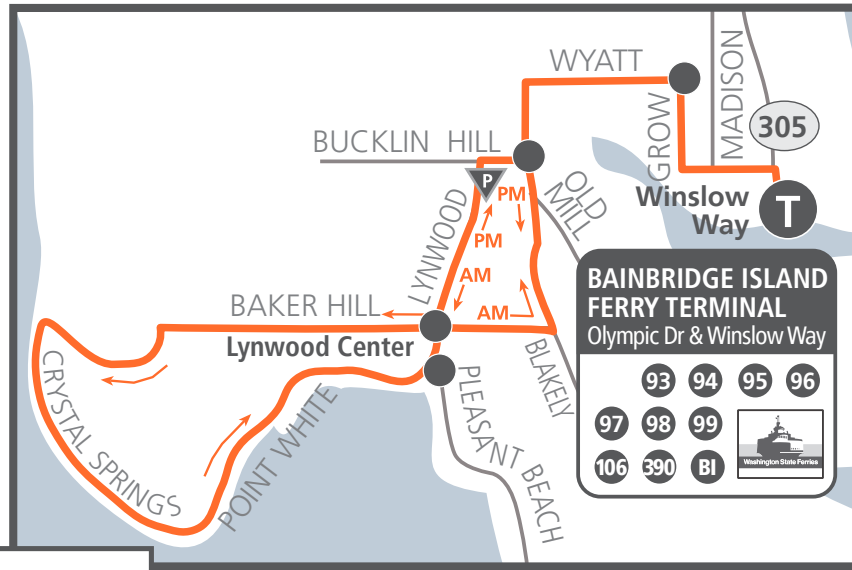 WYATT
MADISON
305
GROW
BUCKLIN HILL
P
OLD
MILL
PM
LYNWOOD
Winslow
Way
T
PM
AM
AM
BAKER HILL
Lynwood Center
BLAKELY
CRYSTAL SPRINGS
POINT WHITE
PLEASANT BEACH
BAINBRIDGE ISLAND
FERRY TERMINAL
Olympic Dr & Winslow Way
93 94 95 96
97 98 99
106 390 BI
Washington State Ferries